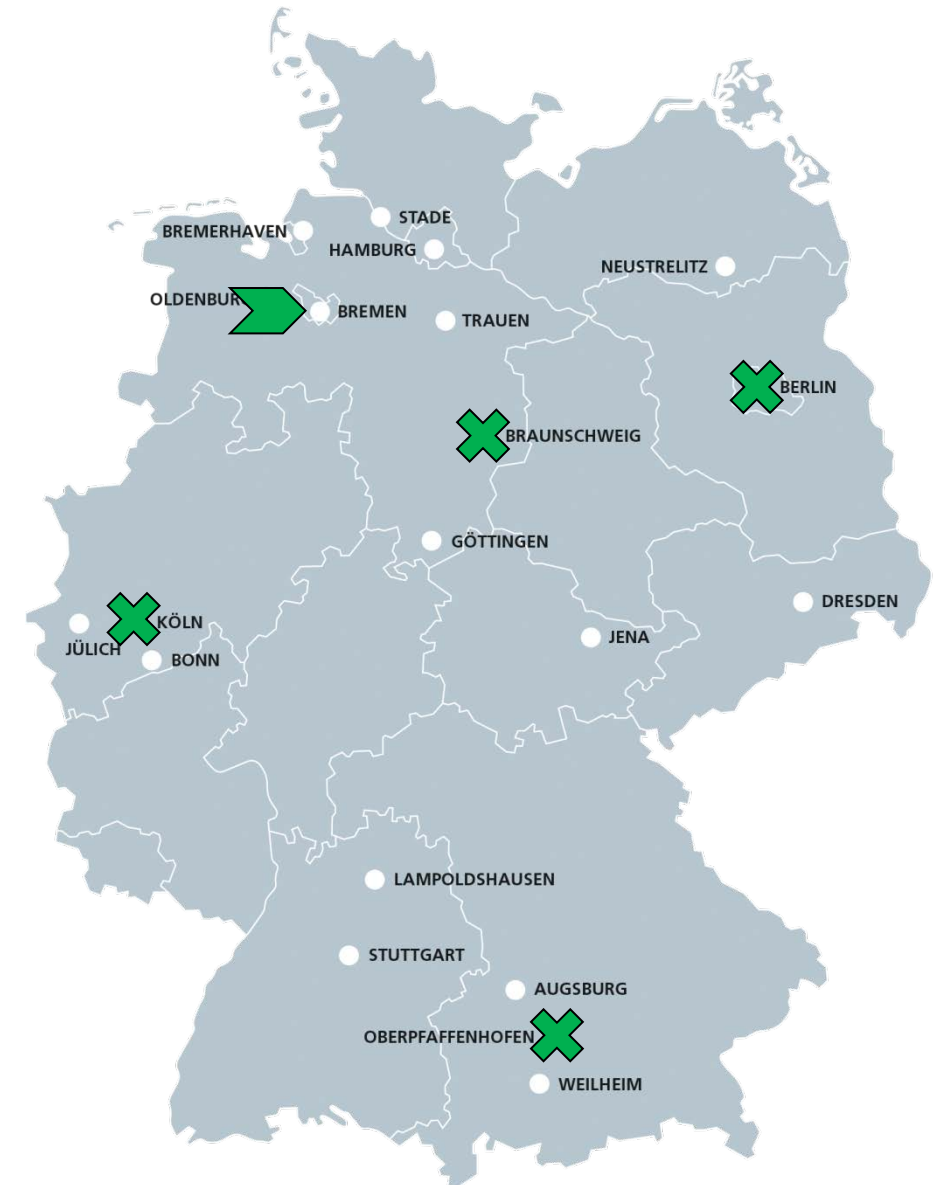 STADE
BREMERHAVEN
HAMBURG
NEUSTRELITZ
OLDENBUR
BREMEN
TRAUEN
BERLIN
BRAUNSCHWEIG
GÖTTINGEN
DRESDEN
KÖLN
JENA
JÜLICH
BONN
LAMPOLDSHAUSEN
STUTTGART
AUGSBURG
OBERPFAFFENHOFEN
WEILHEIM